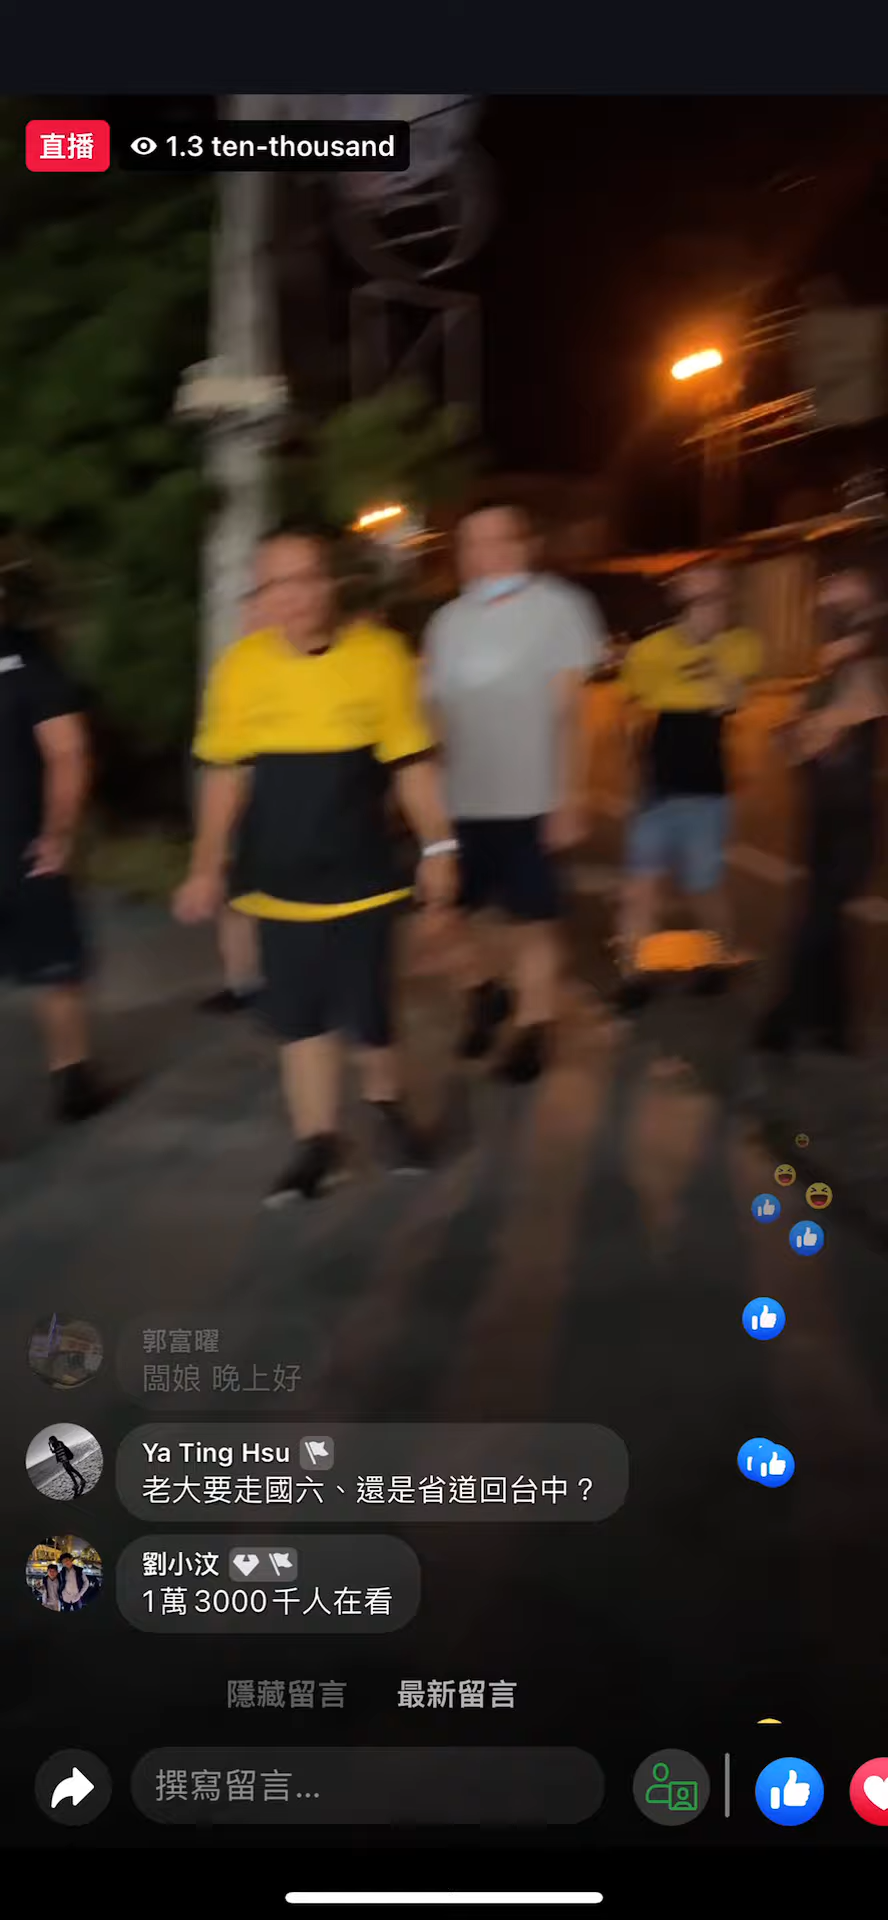 直播
1.3 ten-thousand
郭富曜
闆娘 晚上好
Ya Ting Hsu
老大要走國六、還是省道回台中？
劉小汶
1萬3000千人在看
隱藏留言 最新留言
撰寫留言...